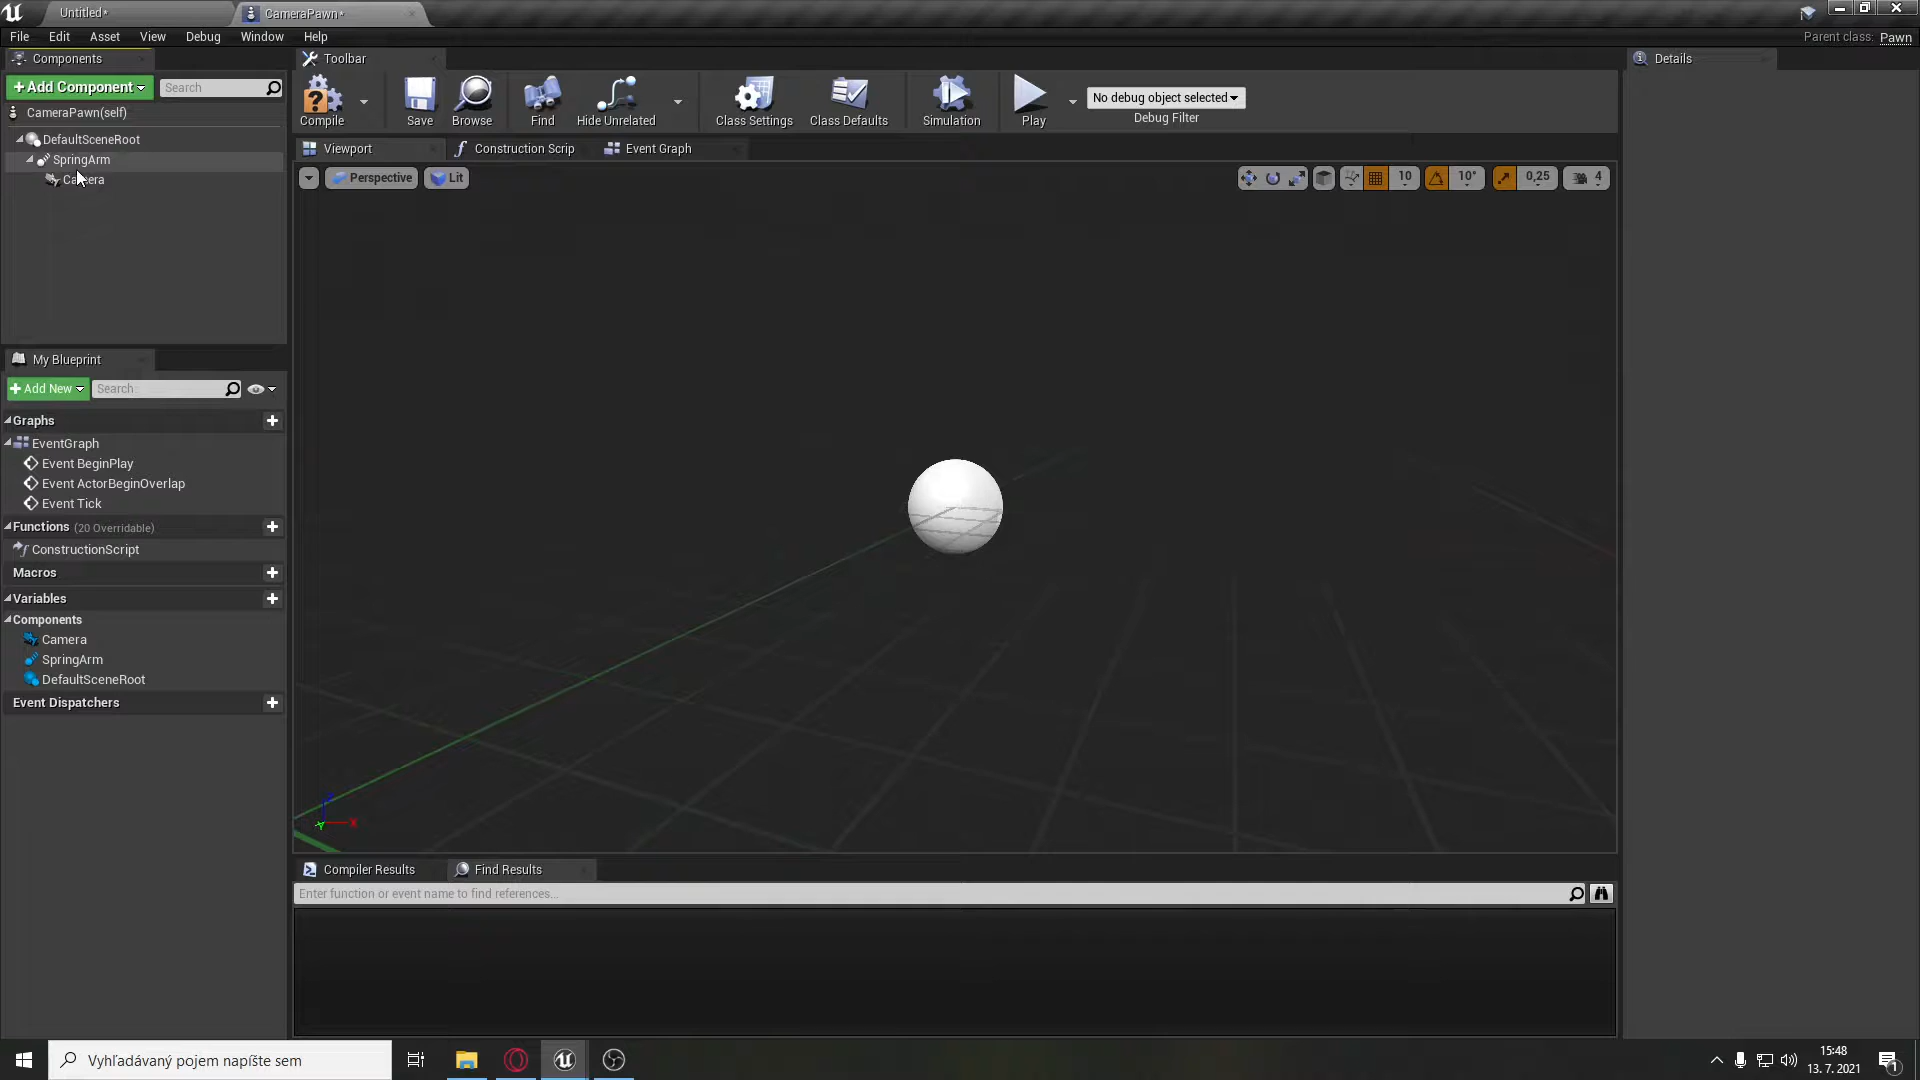 Untitled*
CameraPawn*
File Edit Asset View Debug Window Help
Parent class: Pawn
Components
Toolbar
Details
Add Component
Search
CameraPawn(self)
Compile
Save
Browse
Find
Hide Unrelated
Class Settings
Class Defaults
Simulation
Play
No debug object selected
Debug Filter
DefaultSceneRoot
SpringArm
Camera
Viewport
Construction Scrip
Event Graph
Perspective
Lit
10
10°
0,25
4
My Blueprint
Add New
Search
Graphs
EventGraph
Event BeginPlay
Event ActorBeginOverlap
Event Tick
Functions (20 Overridable)
ConstructionScript
Macros
Variables
Components
Camera
SpringArm
DefaultSceneRoot
Event Dispatchers
Z
X
Y
Compiler Results
Find Results
Enter function or event name to find references...
Vyhľadávaný pojem napíšte sem
15:48
13. 7. 2021
1